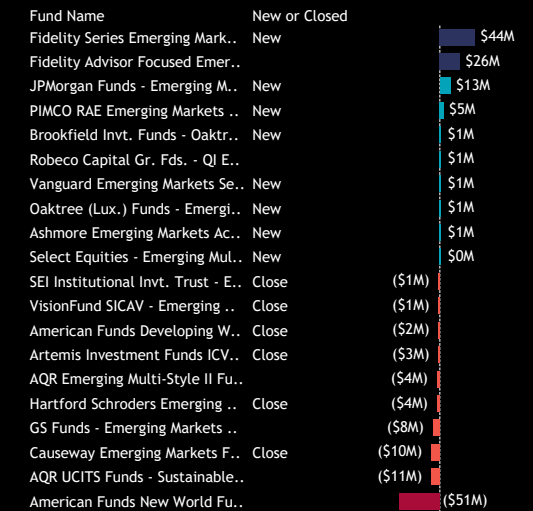 Fund Name New or Closed
Fidelity Series Emerging Mark.. New $44M
Fidelity Advisor Focused Emer.. $26M
JPMorgan Funds - Emerging M.. New $13M
PIMCO RAE Emerging Markets .. New $5M
Brookfield Invt. Funds - Oaktr.. New $1M
Robeco Capital Gr. Fds. - QI E.. $1M
Vanguard Emerging Markets Se.. New $1M
Oaktree (Lux.) Funds - Emergi.. New $1M
Ashmore Emerging Markets Ac.. New $1M
Select Equities - Emerging Mul.. New $0M
SEI Institutional Invt. Trust - E.. Close ($1M)
VisionFund SICAV - Emerging .. Close ($1M)
American Funds Developing W.. Close ($2M)
Artemis Investment Funds ICV.. Close ($3M)
AQR Emerging Multi-Style II Fu.. ($4M)
Hartford Schroders Emerging .. Close ($4M)
GS Funds - Emerging Markets .. ($8M)
Causeway Emerging Markets F.. Close ($10M)
AQR UCITS Funds - Sustainable.. ($11M)
American Funds New World Fu.. ($51M)